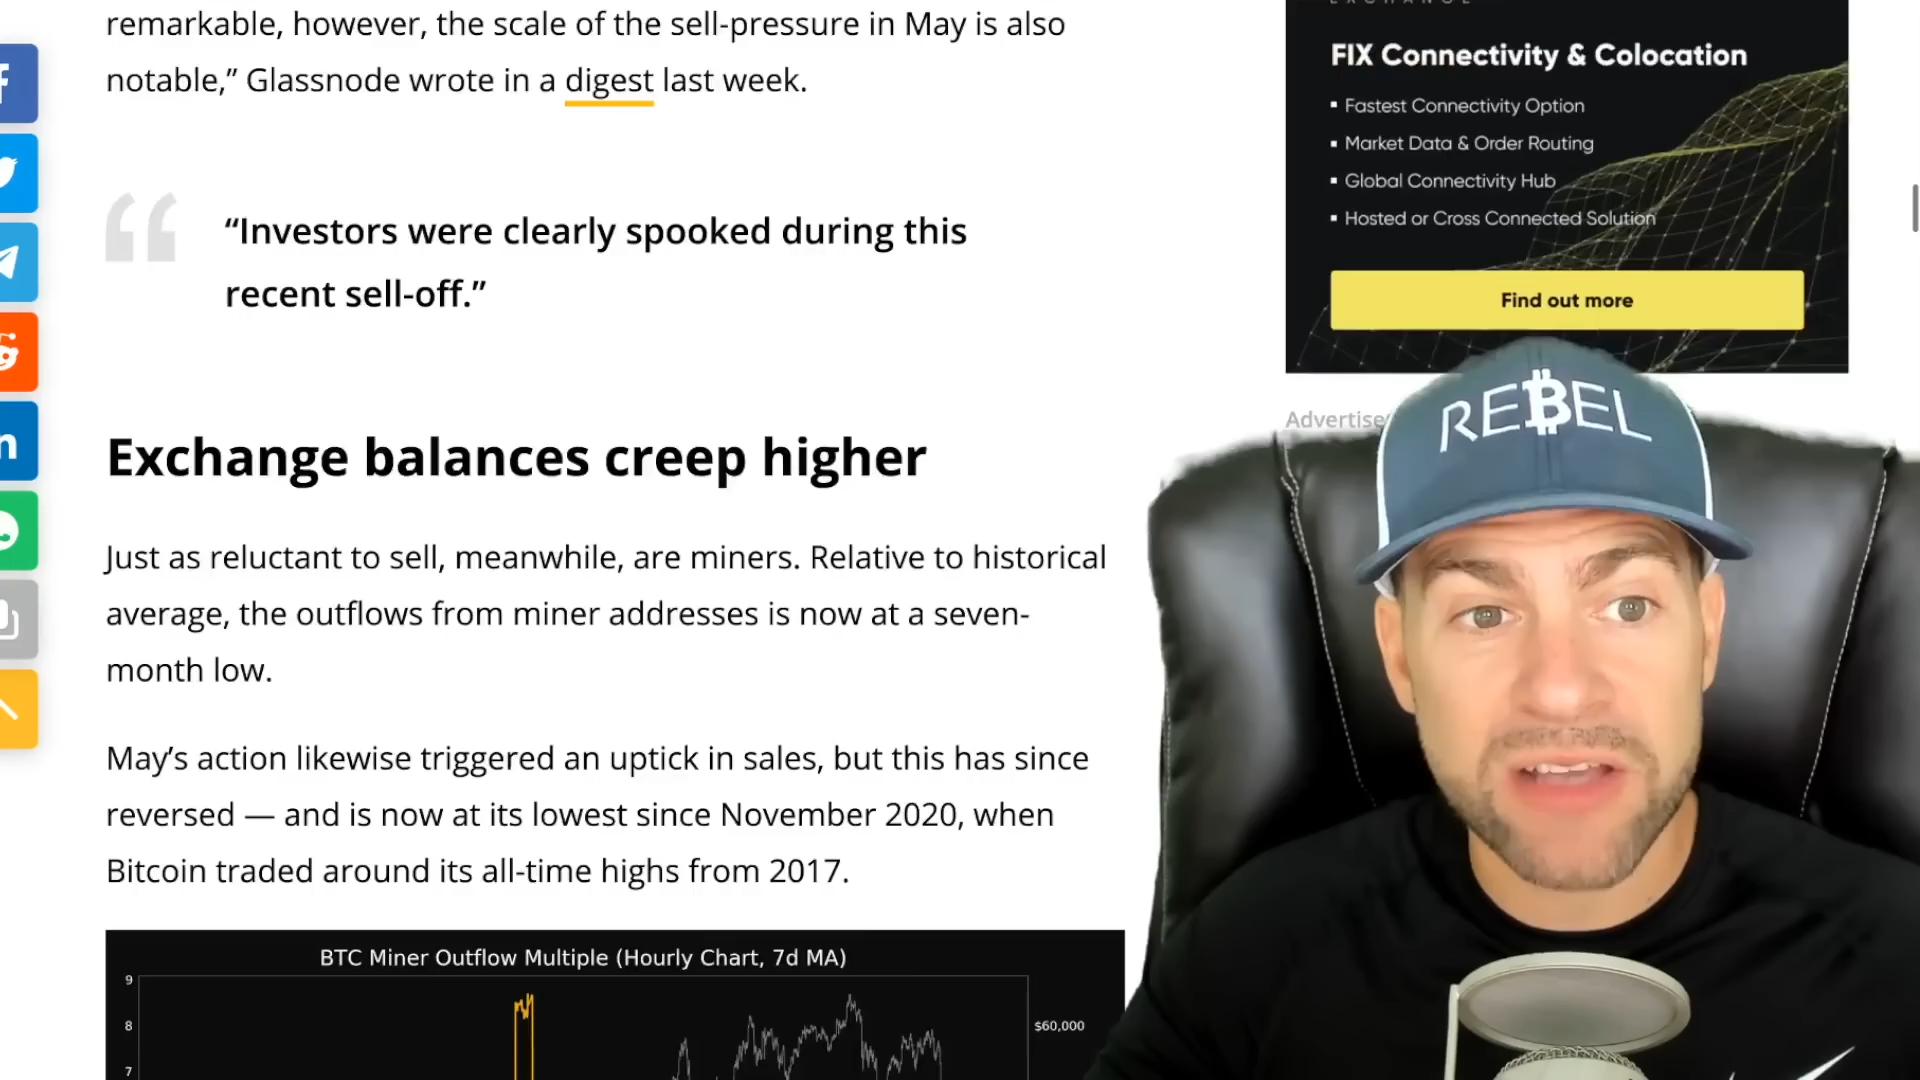 remarkable, however, the scale of the sell-pressure in May is also
notable,” Glassnode wrote in a digest last week.
“Investors were clearly spooked during this
recent sell-off.”
Exchange balances creep higher
Just as reluctant to sell, meanwhile, are miners. Relative to historical
average, the outflows from miner addresses is now at a seven-
month low.
May’s action likewise triggered an uptick in sales, but this has since
reversed — and is now at its lowest since November 2020, when
Bitcoin traded around its all-time highs from 2017.
BTC Miner Outflow Multiple (Hourly Chart, 7d MA)
9
8
$60,000
7
EXCHANGE
FIX Connectivity & Colocation
▪ Fastest Connectivity Option
▪ Market Data & Order Routing
▪ Global Connectivity Hub
▪ Hosted or Cross Connected Solution
Find out more
REBEL